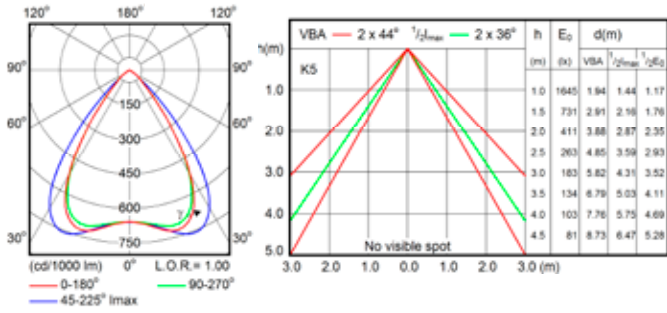 120° 180° 120°
90° 90°
150
60° 300 60°
450
600
γ
30° 750 30°
(cd/1000 lm) 0° L.O.R.= 1.00
0-180° 90-270°
45-225° Imax
VBA 2 x 44° 1/2Imax 2 x 36°
h(m)
K5
1.0
2.0
3.0
4.0
5.0
No visible spot
3.0 2.0 1.0 0.0 1.0 2.0 3.0 (m)
h E0 d(m)
(m) (lx) VBA 1/2Imax 1/2E0
1.0 1645 1.94 1.44 1.17
1.5 731 2.91 2.16 1.76
2.0 411 3.88 2.87 2.35
2.5 263 4.85 3.59 2.93
3.0 183 5.82 4.31 3.52
3.5 134 6.79 5.03 4.11
4.0 103 7.76 5.75 4.69
4.5 81 8.73 6.47 5.28